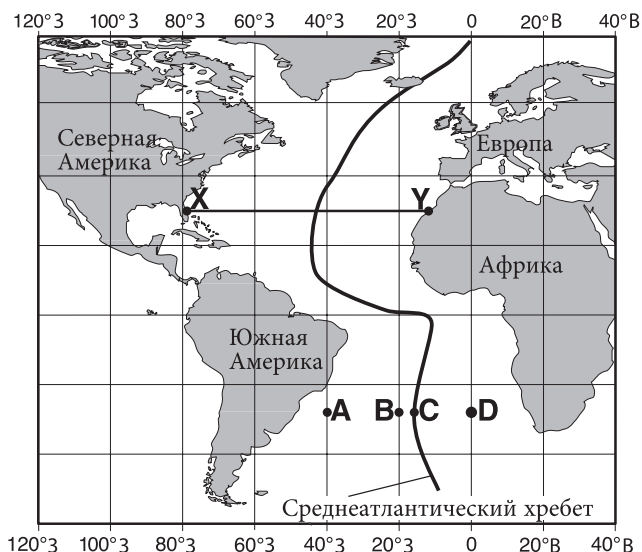 120°З 100°З 80°З 60°З 40°З 20°З 0 20°В 40°В
Северная
Америка
Европа
X Y
Африка
Южная
Америка
A B C D
Среднеатлантический хребет
120°З 100°З 80°З 60°З 40°З 20°З 0 20°В 40°В